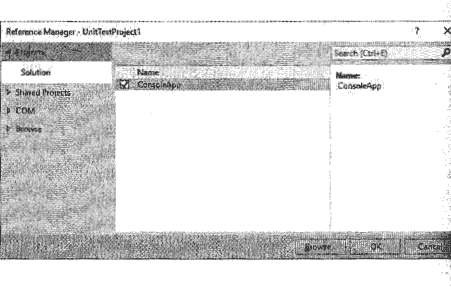 Reference Manager - UnitTestProject1
? X
Projects
Search (Ctrl+E)
Solution
Name
Name:
ConsoleApp
ConsoleApp
Shared Projects
COM
Browse
Browse OK Cancel